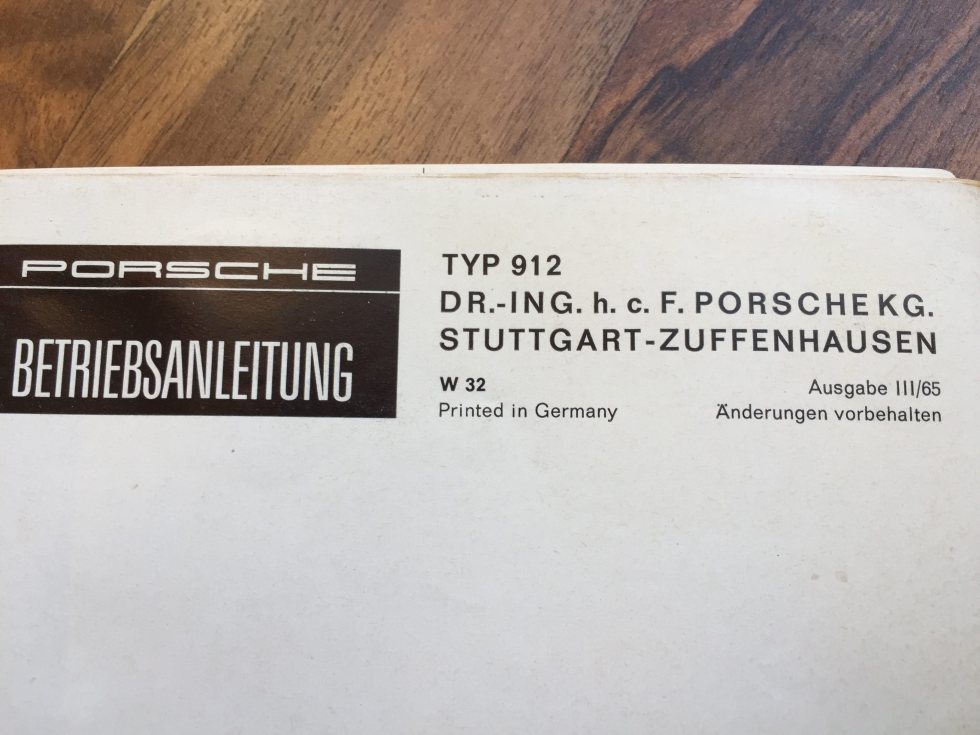 PORSCHE
BETRIEBSANLEITUNG
TYP 912
DR.-ING. h. c. F. PORSCHE KG.
STUTTGART-ZUFFENHAUSEN
W 32
Printed in Germany
Ausgabe III/65
Änderungen vorbehalten